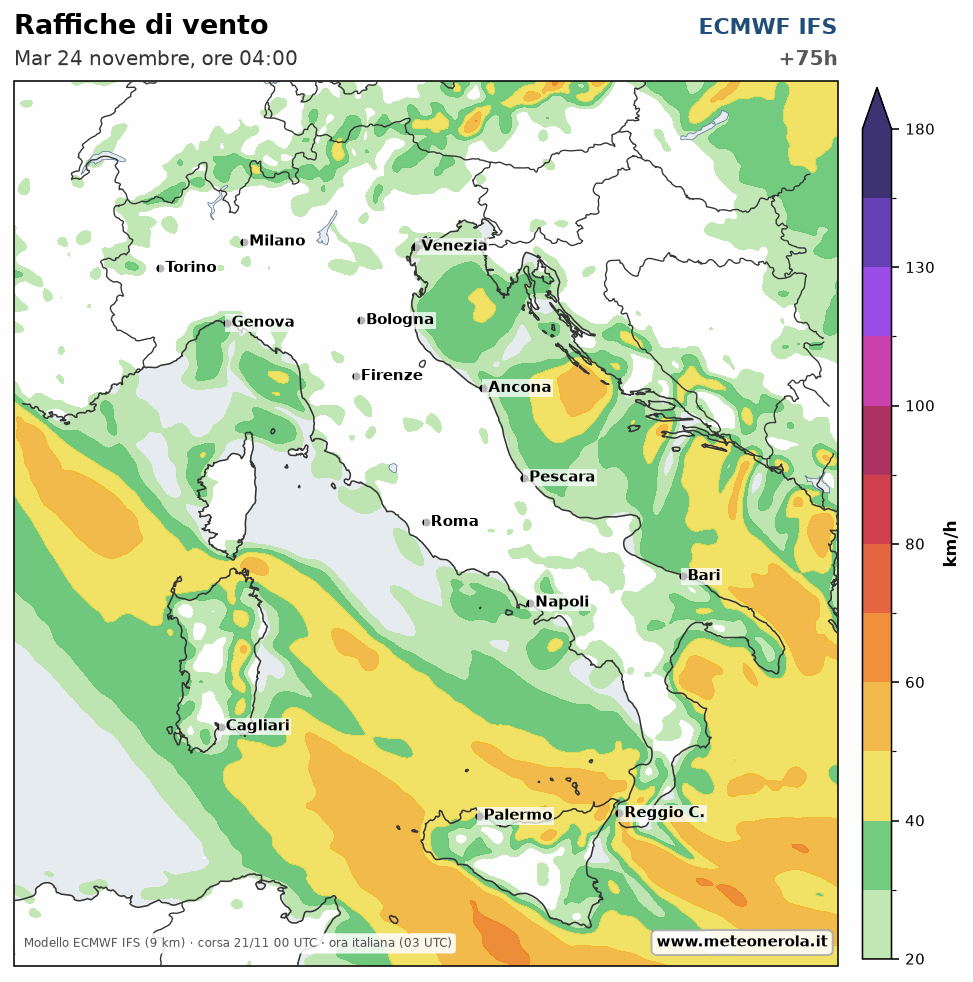 Raffiche di vento
ECMWF IFS
Mar 24 novembre, ore 04:00
+75h
180
130
100
80
60
40
20
km/h
Milano
Venezia
Torino
Genova
Bologna
Firenze
Ancona
Pescara
Roma
Bari
Napoli
Cagliari
Palermo
Reggio C.
Modello ECMWF IFS (9 km) · corsa 21/11 00 UTC · ora italiana (03 UTC)
www.meteonerola.it